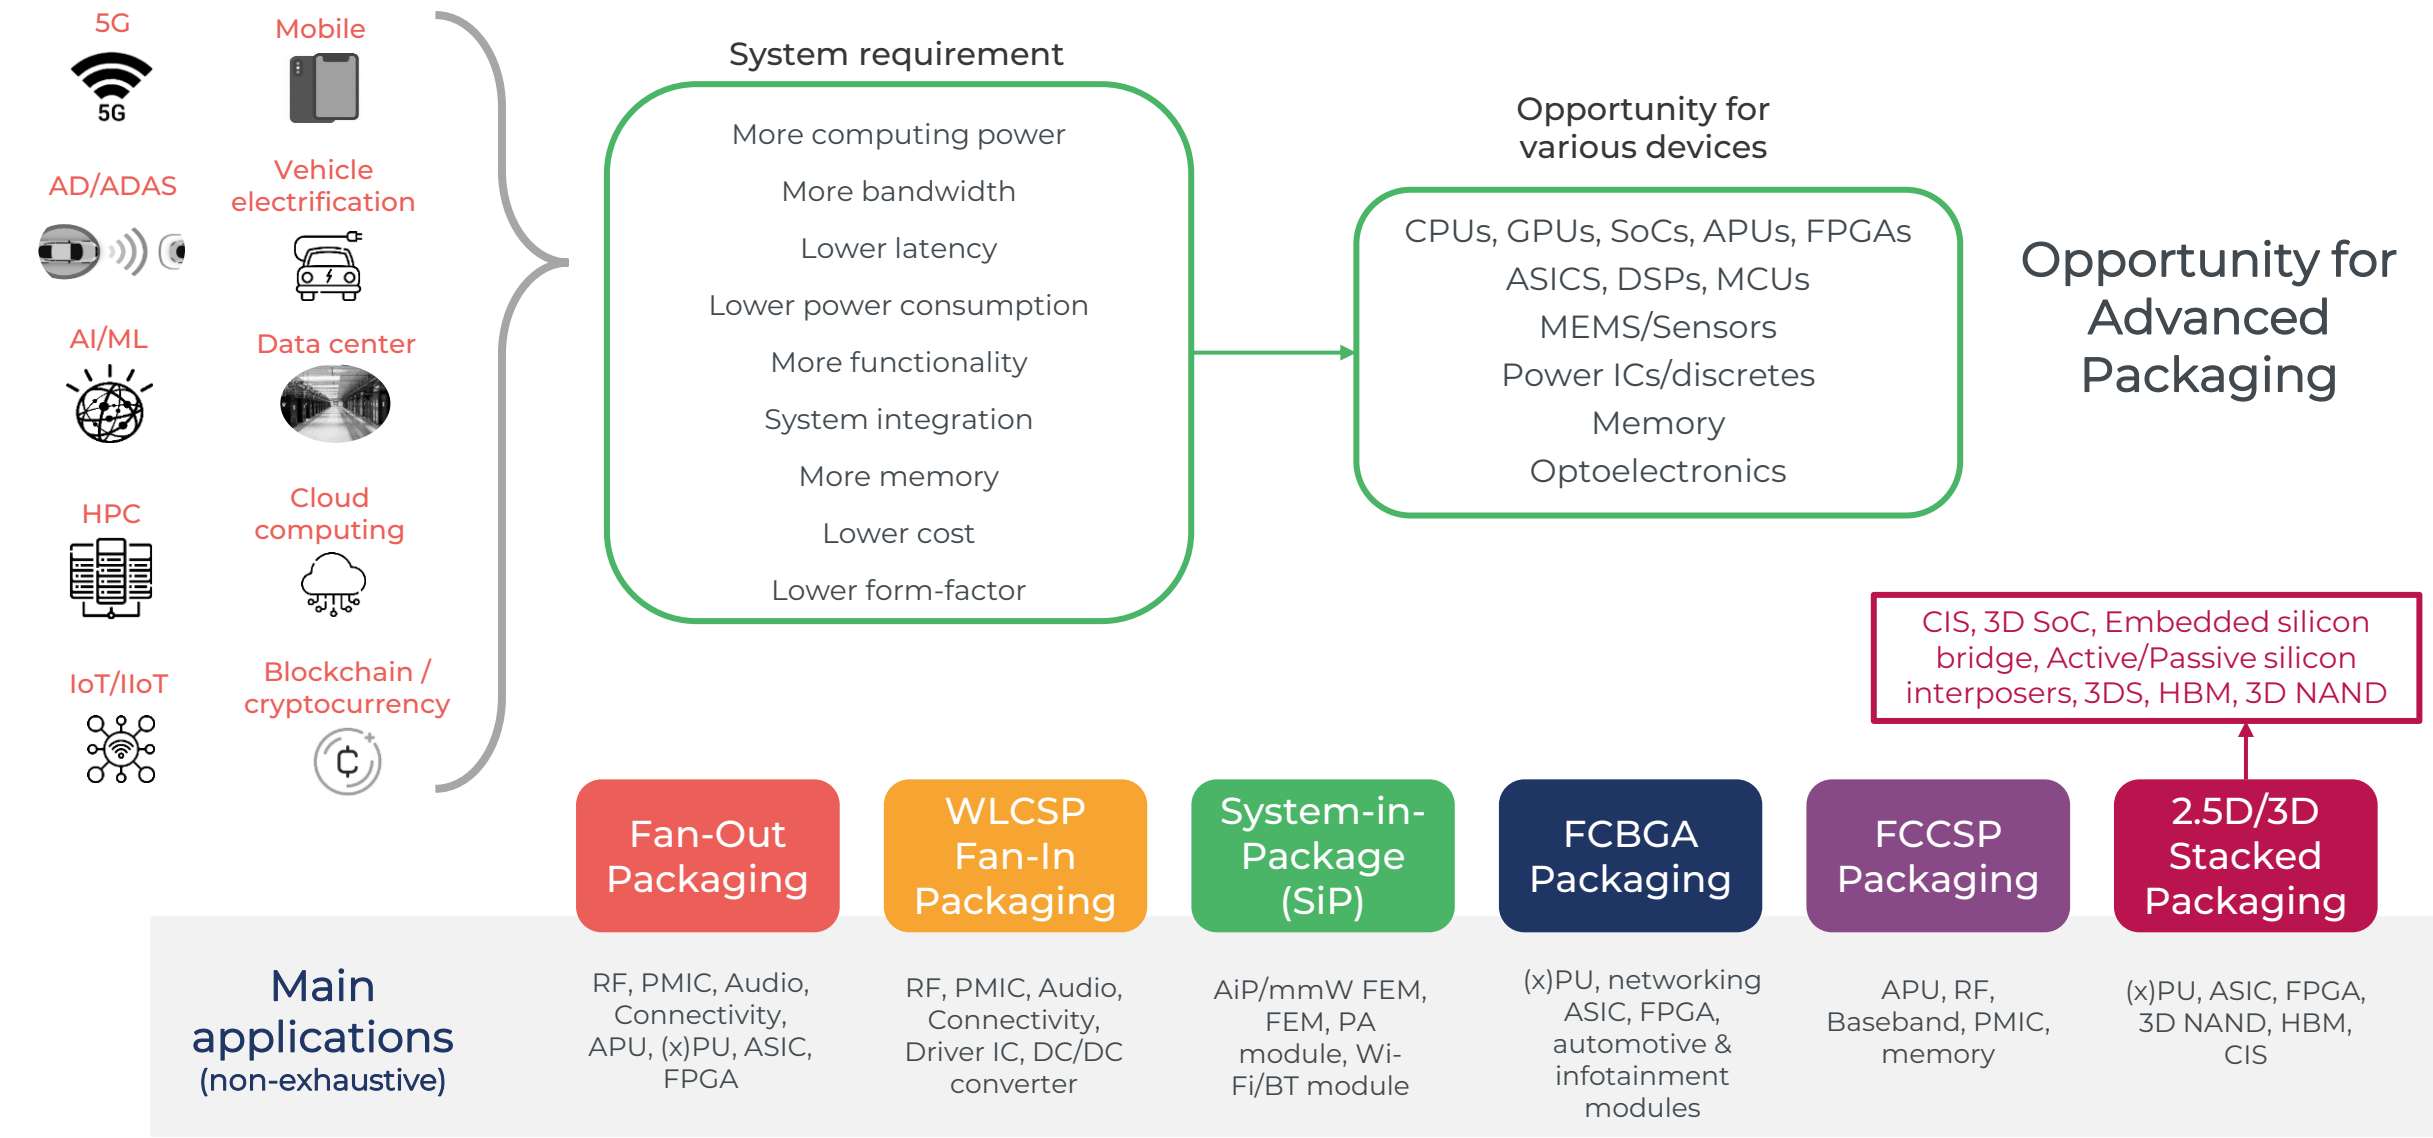 5G
5G
Mobile
AD/ADAS
Vehicle
electrification
AI/ML
Data center
HPC
Cloud
computing
IoT/IIoT
Blockchain /
cryptocurrency
System requirement
More computing power
More bandwidth
Lower latency
Lower power consumption
More functionality
System integration
More memory
Lower cost
Lower form-factor
Opportunity for
various devices
CPUs, GPUs, SoCs, APUs, FPGAs
ASICS, DSPs, MCUs
MEMS/Sensors
Power ICs/discretes
Memory
Optoelectronics
Opportunity for
Advanced
Packaging
CIS, 3D SoC, Embedded silicon
bridge, Active/Passive silicon
interposers, 3DS, HBM, 3D NAND
Fan-Out
Packaging
WLCSP
Fan-In
Packaging
System-in-
Package
(SiP)
FCBGA
Packaging
FCCSP
Packaging
2.5D/3D
Stacked
Packaging
Main
applications
(non-exhaustive)
RF, PMIC, Audio,
Connectivity,
APU, (x)PU, ASIC,
FPGA
RF, PMIC, Audio,
Connectivity,
Driver IC, DC/DC
converter
AiP/mmW FEM,
FEM, PA
module, Wi-
Fi/BT module
(x)PU, networking
ASIC, FPGA,
automotive &
infotainment
modules
APU, RF,
Baseband, PMIC,
memory
(x)PU, ASIC, FPGA,
3D NAND, HBM,
CIS